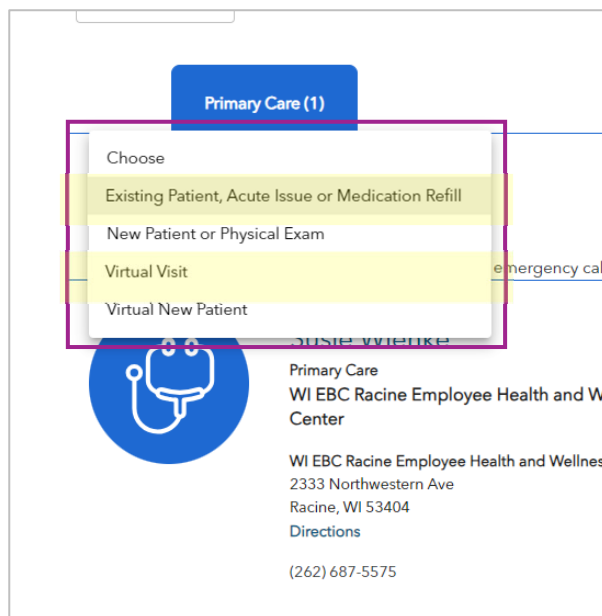 Primary Care (1)
Choose
Existing Patient, Acute Issue or Medication Refill
New Patient or Physical Exam
Virtual Visit
emergency cal
Virtual New Patient
Susie Wienke
Primary Care
WI EBC Racine Employee Health and W
Center
WI EBC Racine Employee Health and Wellnes
2333 Northwestern Ave
Racine, WI 53404
Directions
(262) 687-5575